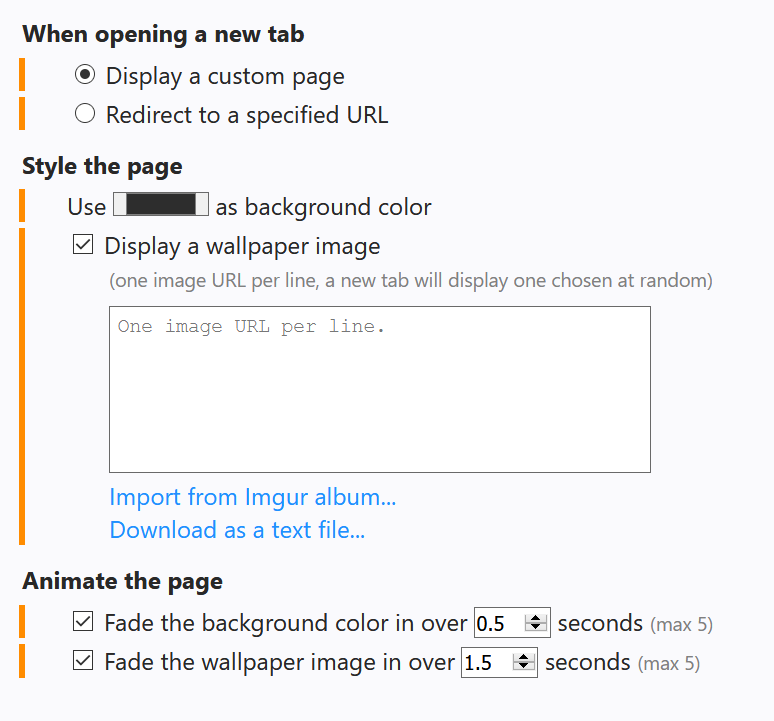 When opening a new tab
Display a custom page
Redirect to a specified URL
Style the page
Use as background color
Display a wallpaper image
(one image URL per line, a new tab will display one chosen at random)
One image URL per line.
Import from Imgur album...
Download as a text file...
Animate the page
Fade the background color in over 0.5 seconds (max 5)
Fade the wallpaper image in over 1.5 seconds (max 5)